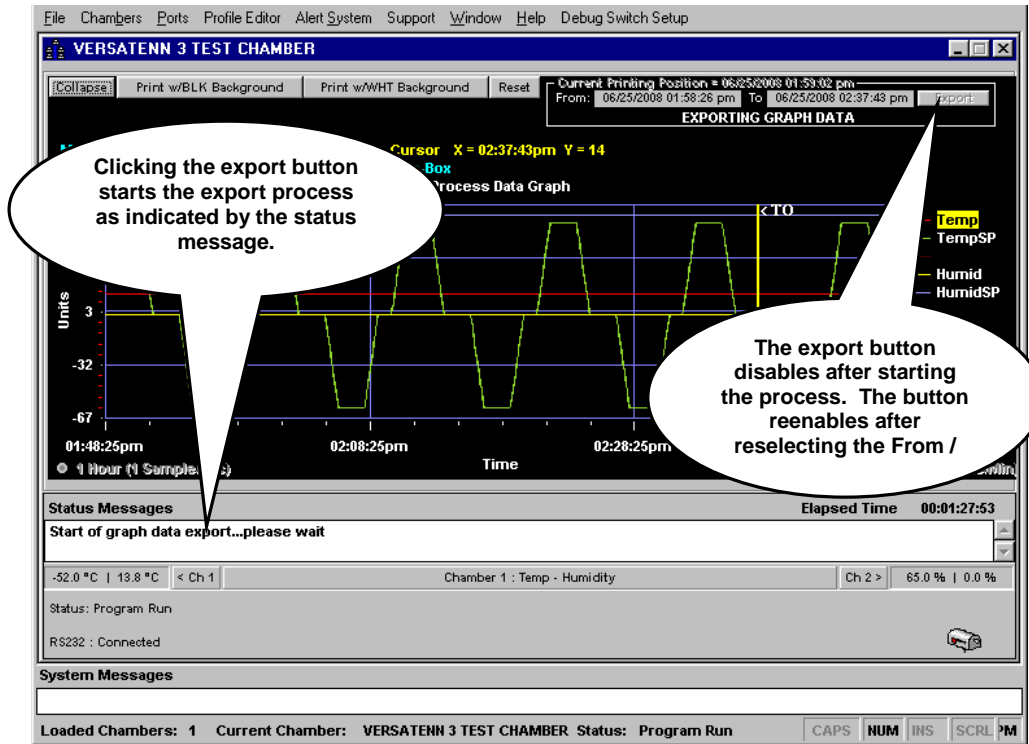 File Chambers Ports Profile Editor Alert System Support Window Help Debug Switch Setup
VERSATENN 3 TEST CHAMBER
Collapse Print w/BLK Background Print w/WHT Background Reset
Current Printing Position = 06/25/2008 01:59:02 pm
From: 06/25/2008 01:58:26 pm To 06/25/2008 02:37:43 pm Export
EXPORTING GRAPH DATA
Cursor X = 02:37:43pm Y = 14
-Box
Process Data Graph
Clicking the export button
starts the export process
as indicated by the status
message.
< TO
Temp
TempSP
Humid
HumidSP
Units
3
-32
-67
The export button
disables after starting
the process. The button
reenables after
reselecting the From /
01:48:25pm 02:08:25pm 02:28:25pm
Time
1 Hour (1 Sample
Status Messages Elapsed Time 00:01:27:53
Start of graph data export...please wait
-52.0 °C | 13.8 °C < Ch 1 Chamber 1 : Temp - Humidity Ch 2 > 65.0 % | 0.0 %
Status: Program Run
RS232 : Connected
System Messages
Loaded Chambers: 1 Current Chamber: VERSATENN 3 TEST CHAMBER Status: Program Run CAPS NUM INS SCRL PM